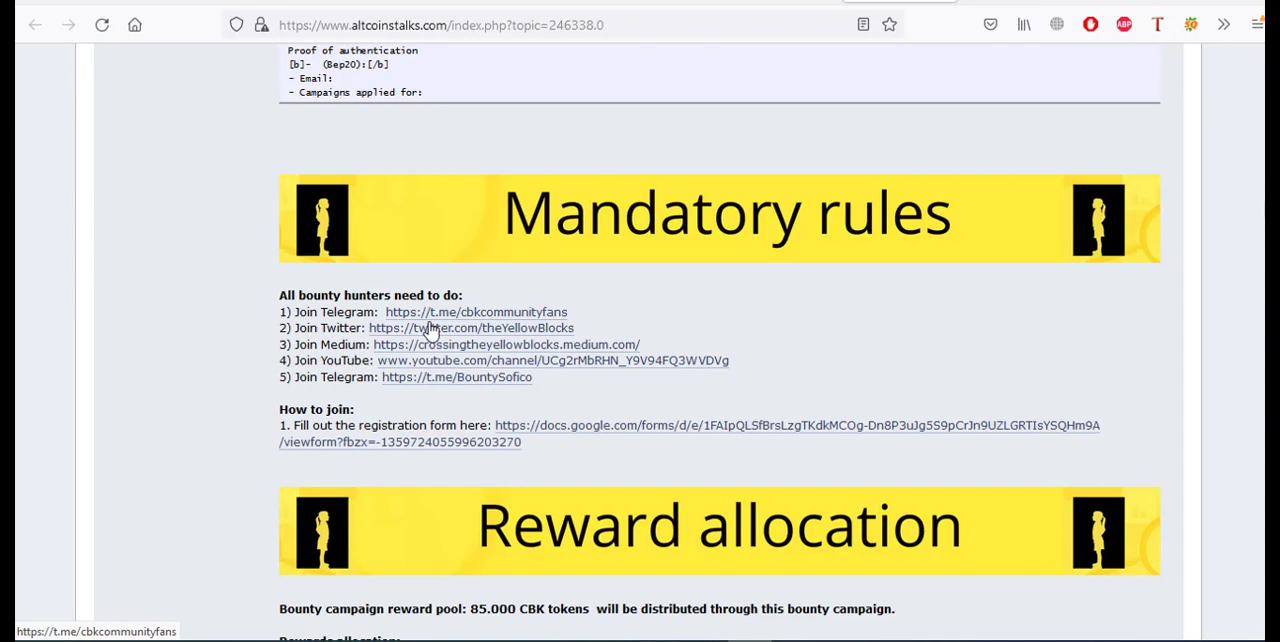 https://www.altcoinstalks.com/index.php?topic=246338.0
ABP
T
Proof of authentication
[b]- (Bep20):[/b]
- Email:
- Campaigns applied for:
Mandatory rules
All bounty hunters need to do:
1) Join Telegram: https://t.me/cbkcommunityfans
2) Join Twitter: https://twitter.com/theYellowBlocks
3) Join Medium: https://crossingtheyellowblocks.medium.com/
4) Join YouTube: www.youtube.com/channel/UCg2rMbRHN_Y9V94FQ3WVDVg
5) Join Telegram: https://t.me/BountySofico
How to join:
1. Fill out the registration form here: https://docs.google.com/forms/d/e/1FAIpQLSfBrsLzgTKdkMCOg-Dn8P3uJg5S9pCrJn9UZLGRTIsYSQHm9A
/viewform?fbzx=-1359724055996203270
Reward allocation
Bounty campaign reward pool: 85.000 CBK tokens will be distributed through this bounty campaign.
Rewards allocation:
https://t.me/cbkcommunityfans